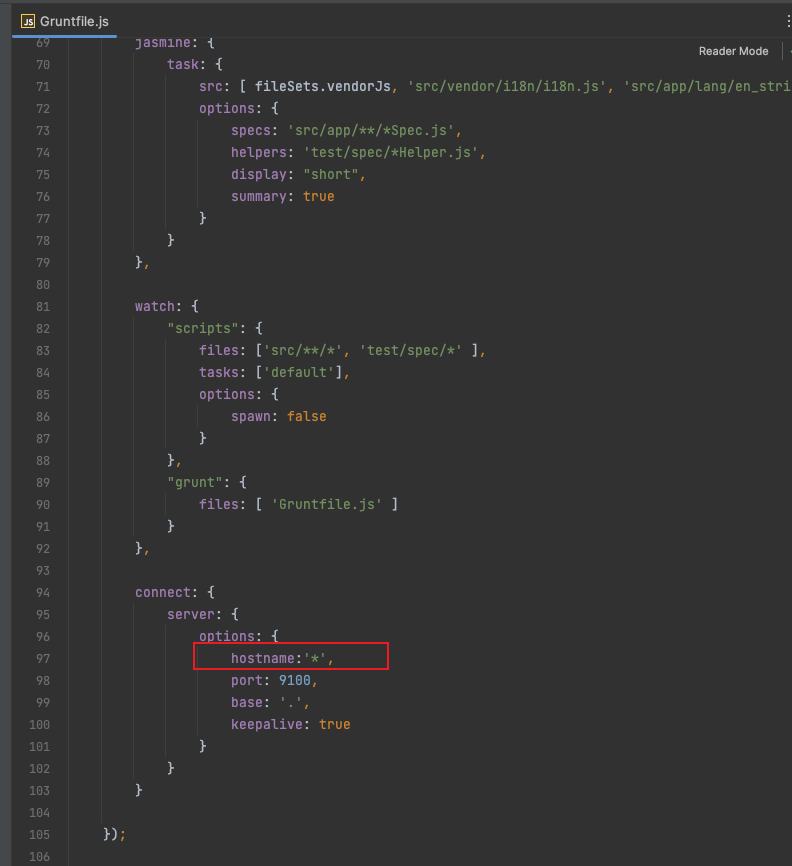 JS Gruntfile.js
Reader Mode
69 jasmine: {
70 task: {
71 src: [ fileSets.vendorJs, 'src/vendor/i18n/i18n.js', 'src/app/lang/en_stri
72 options: {
73 specs: 'src/app/**/*Spec.js',
74 helpers: 'test/spec/*Helper.js',
75 display: "short",
76 summary: true
77 }
78 }
79 },
80
81 watch: {
82 "scripts": {
83 files: ['src/**/*', 'test/spec/*' ],
84 tasks: ['default'],
85 options: {
86 spawn: false
87 }
88 },
89 "grunt": {
90 files: [ 'Gruntfile.js' ]
91 }
92 },
93
94 connect: {
95 server: {
96 options: {
97 hostname:'*',
98 port: 9100,
99 base: '.',
100 keepalive: true
101 }
102 }
103 }
104
105 });
106